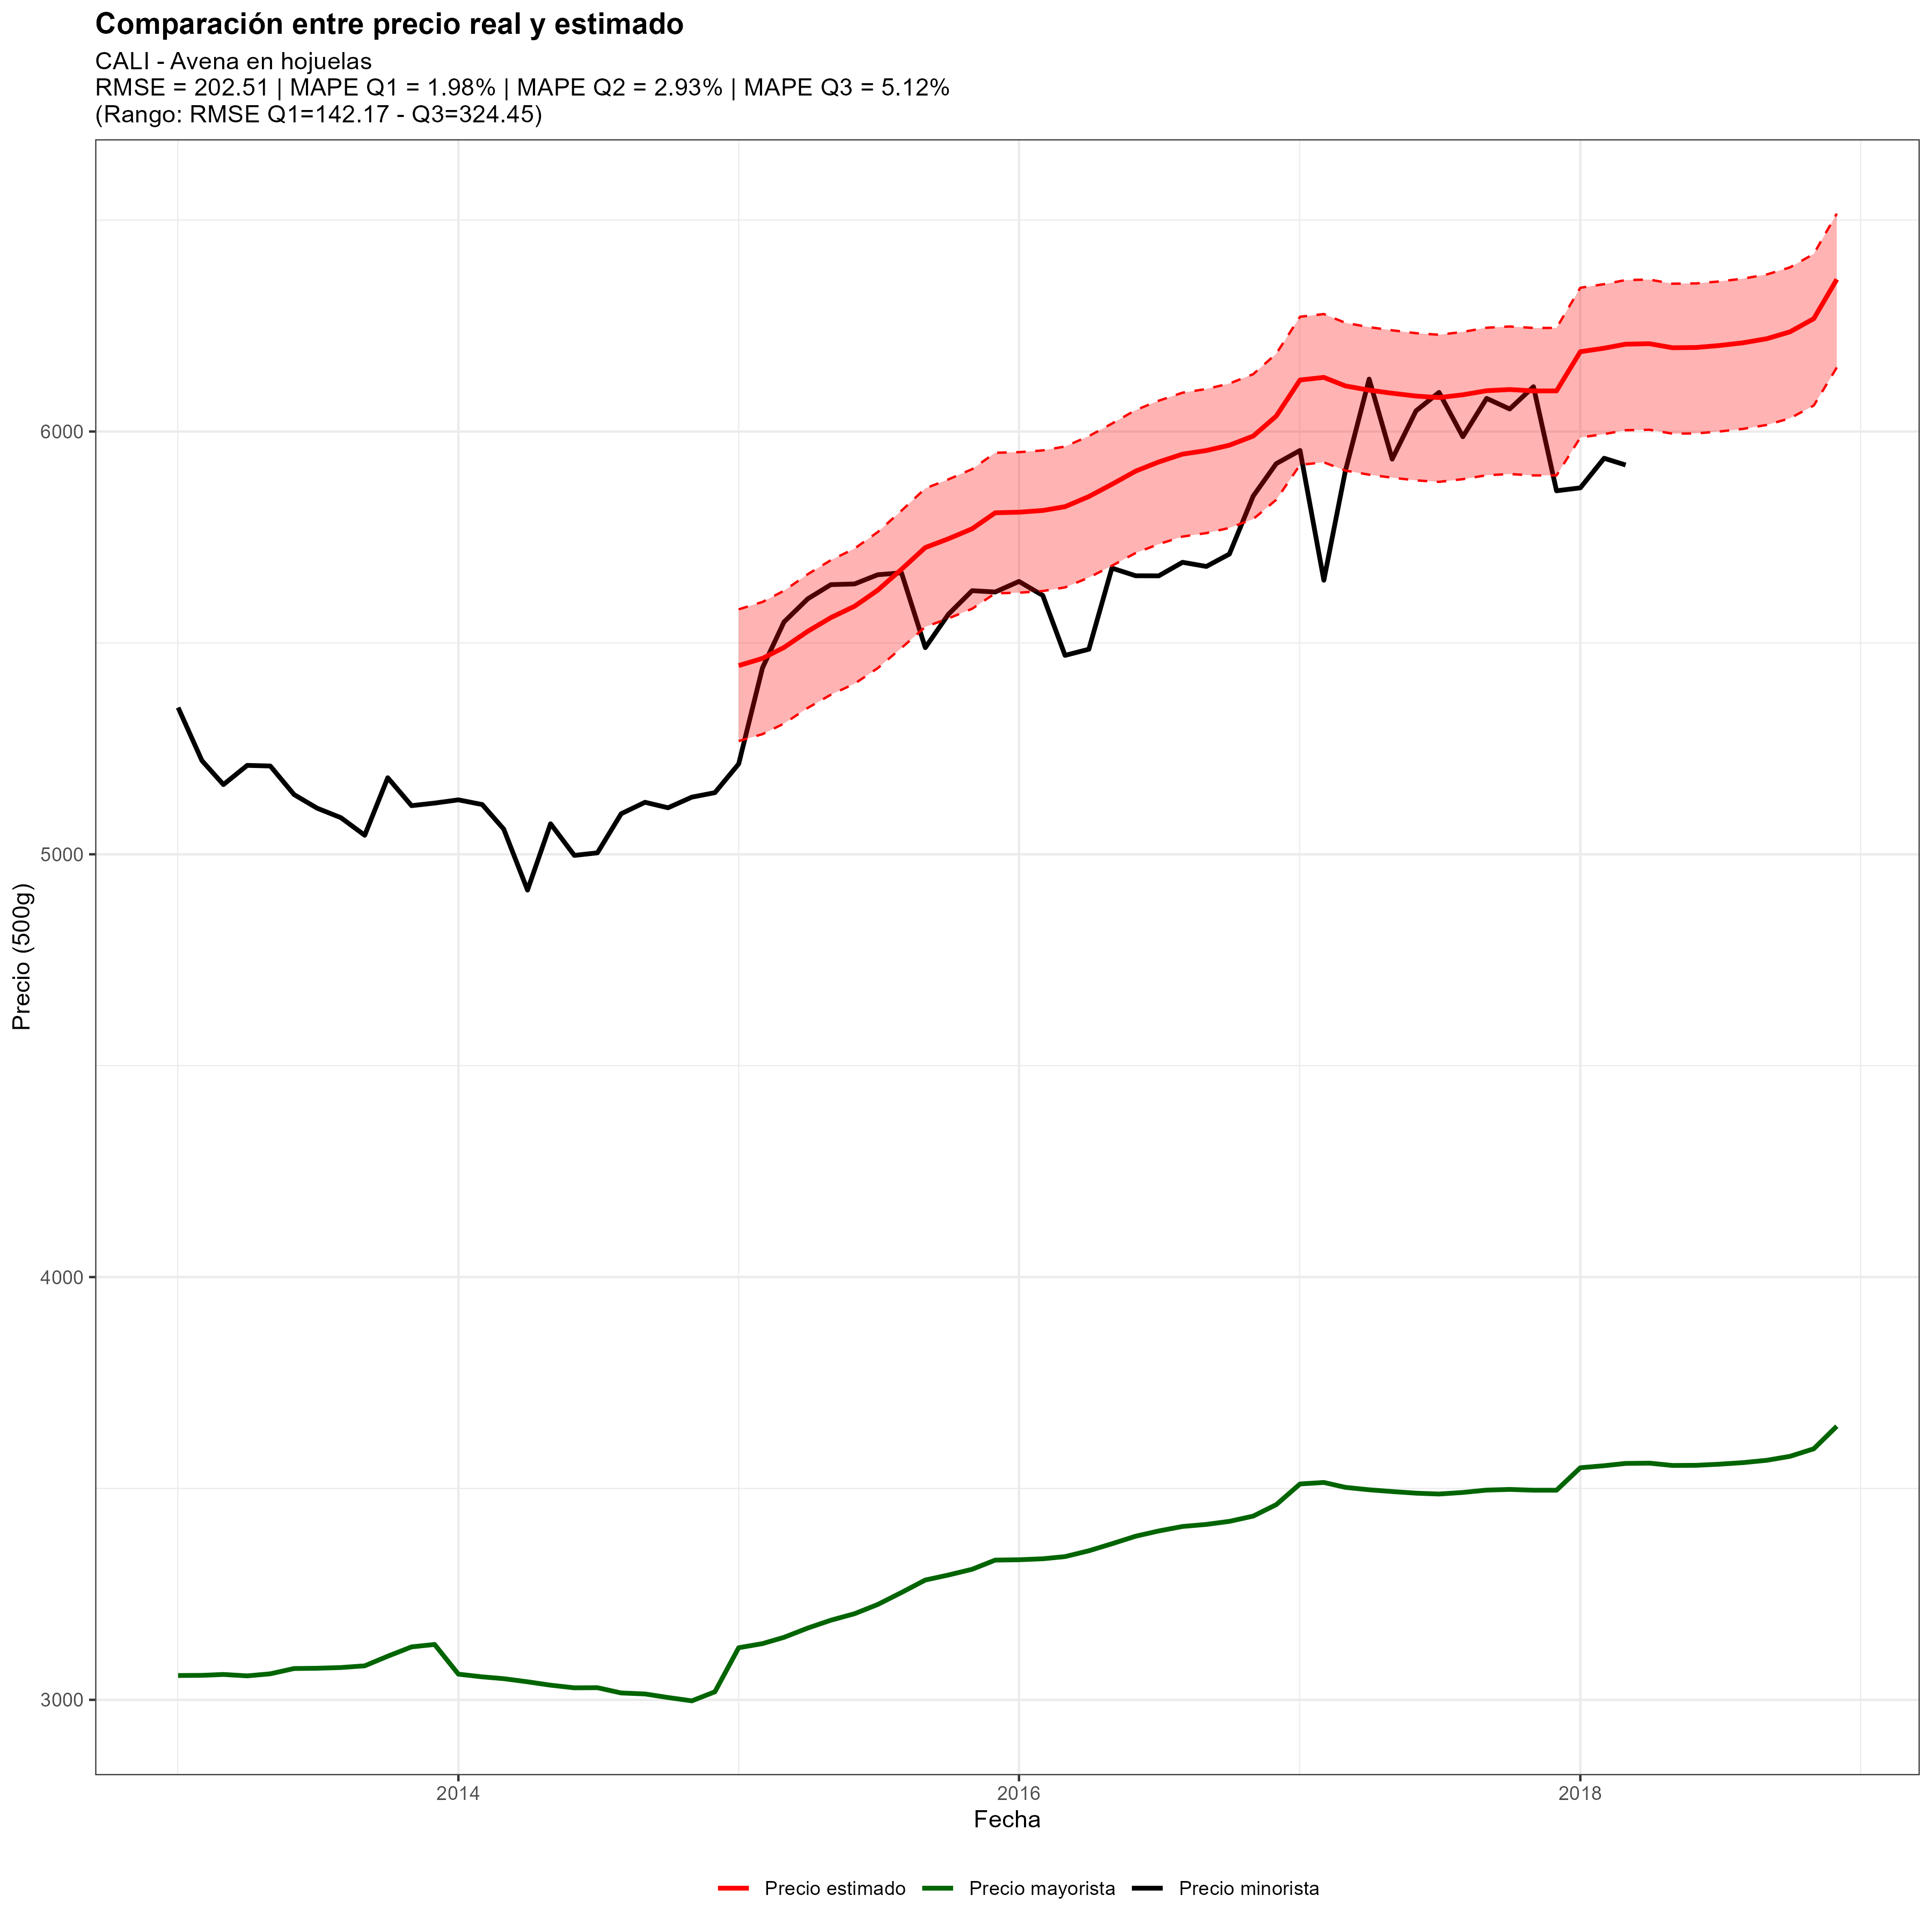 Comparación entre precio real y estimado
CALI - Avena en hojuelas
RMSE = 202.51 | MAPE Q1 = 1.98% | MAPE Q2 = 2.93% | MAPE Q3 = 5.12%
(Rango: RMSE Q1=142.17 - Q3=324.45)
Precio (500g)
6000
5000
4000
3000
2014
2016
2018
Fecha
Precio estimado
Precio mayorista
Precio minorista